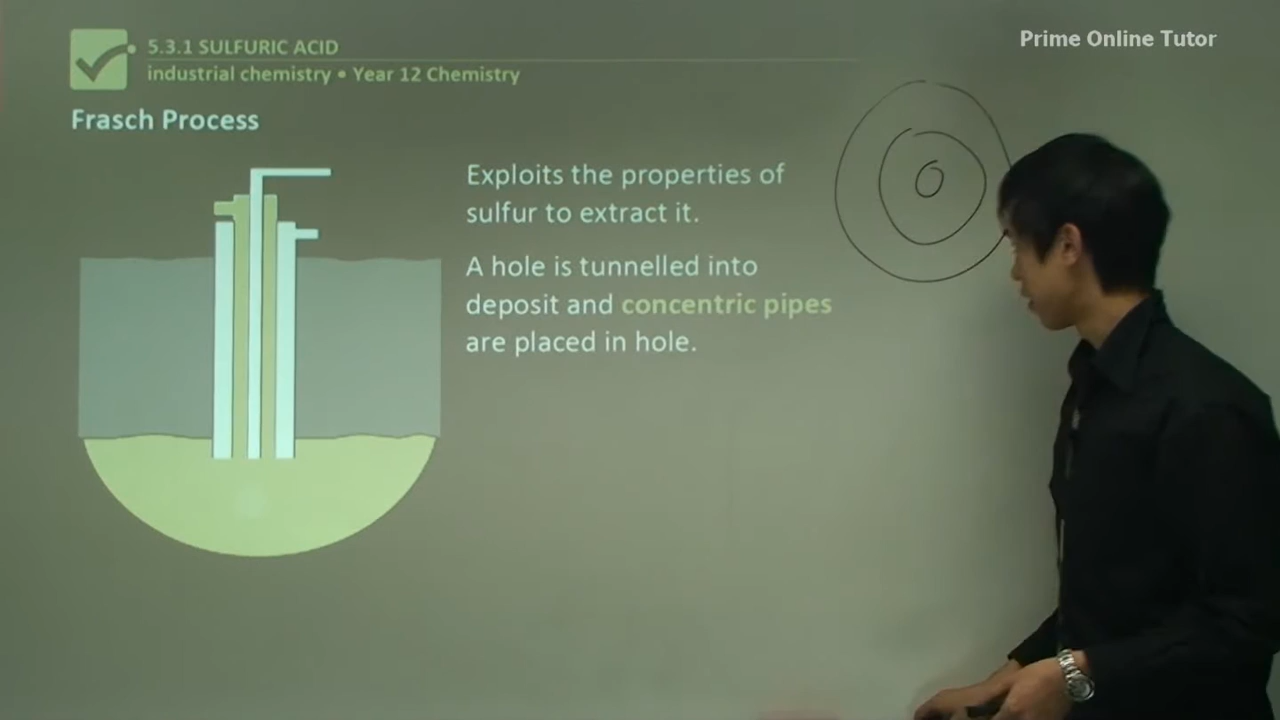 5.3.1 SULFURIC ACID
industrial chemistry • Year 12 Chemistry
Prime Online Tutor
Frasch Process
Exploits the properties of
sulfur to extract it.
A hole is tunnelled into
deposit and concentric pipes
are placed in hole.